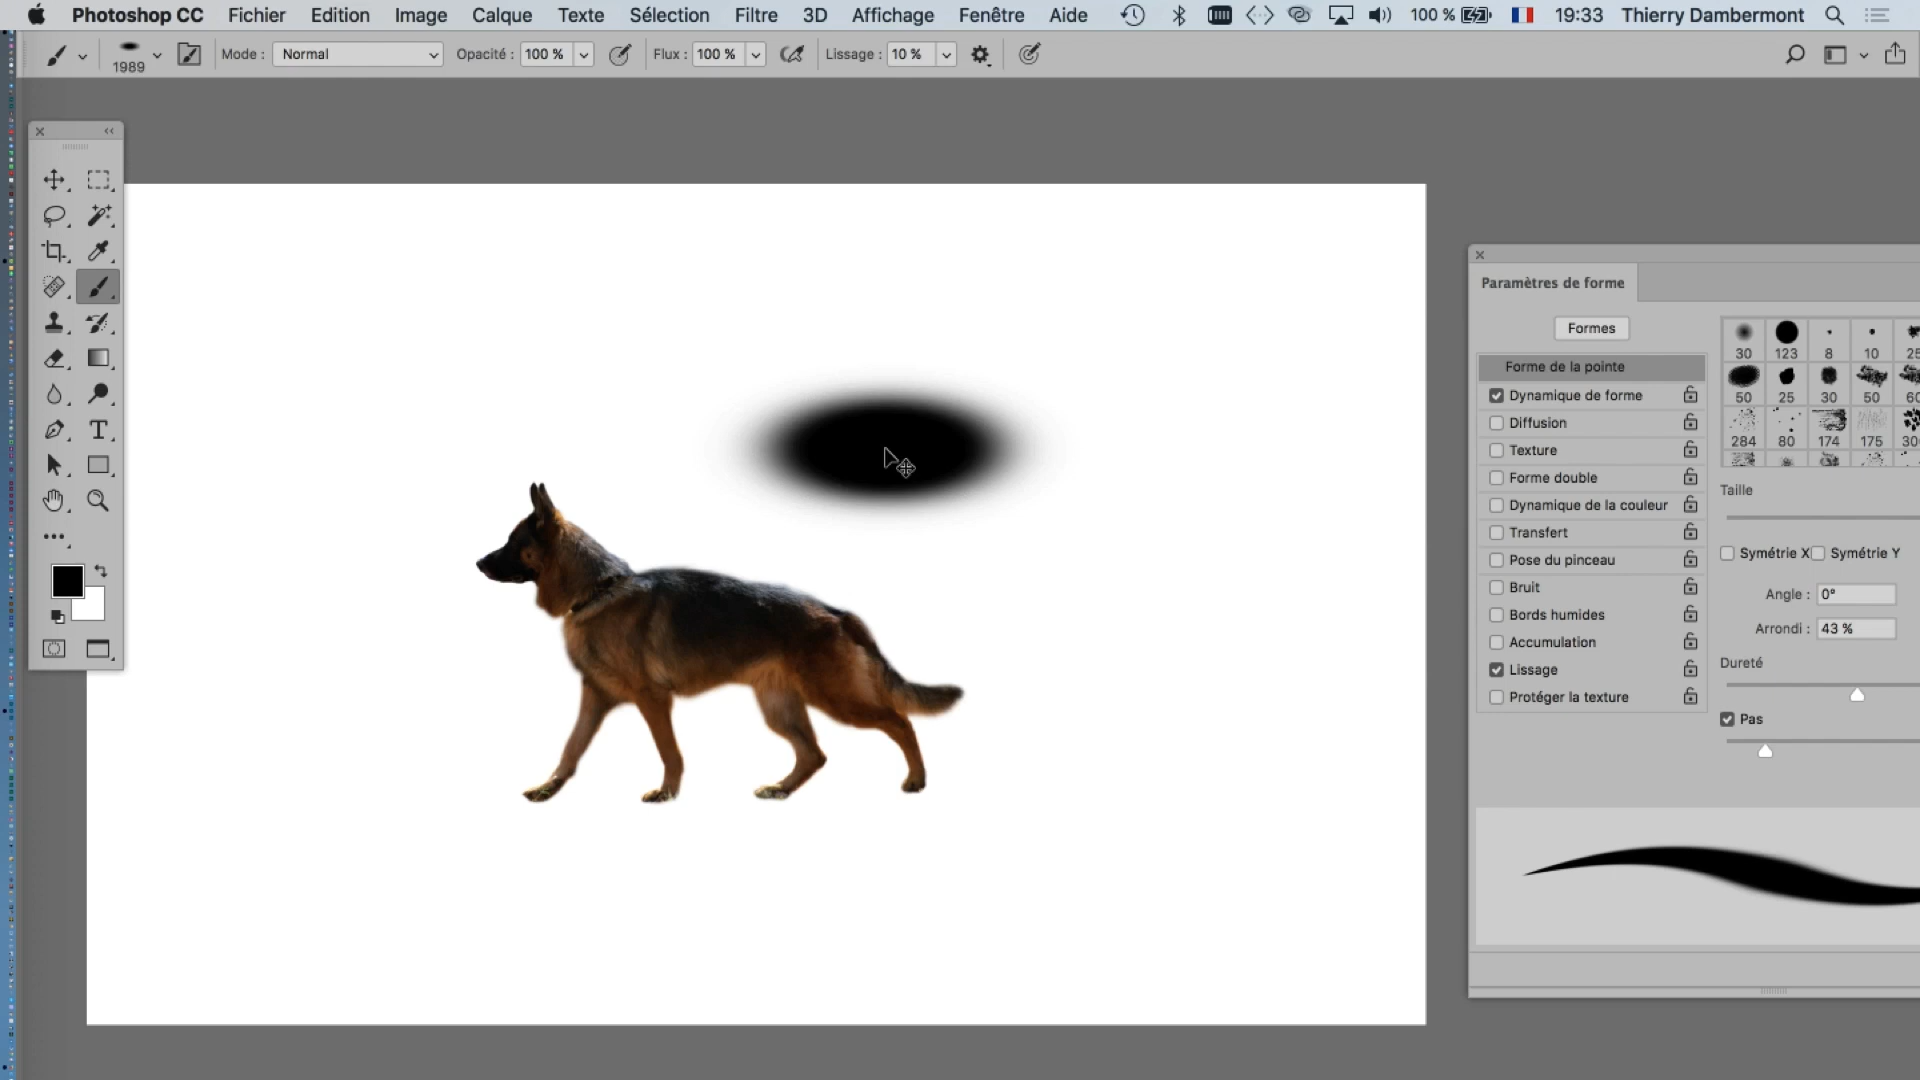 Photoshop CC Fichier Edition Image Calque Texte Sélection Filtre 3D Affichage Fenêtre Aide 100 % 19:33 Thierry Dambermont
1989 Mode : Normal Opacité : 100 % Flux : 100 % Lissage : 10 %
Paramètres de forme
Formes
Forme de la pointe
Dynamique de forme
Diffusion
Texture
Forme double
Dynamique de la couleur
Transfert
Pose du pinceau
Bruit
Bords humides
Accumulation
Lissage
Protéger la texture
30 123 8 10 25
50 25 30 50 60
284 80 174 175
Taille
Symétrie X Symétrie Y
Angle : 0°
Arrondi : 43 %
Dureté
Pas
T